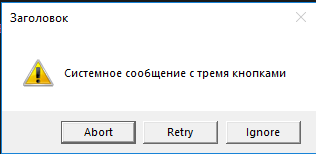 Заголовок
Системное сообщение с тремя кнопками
Abort
Retry
Ignore